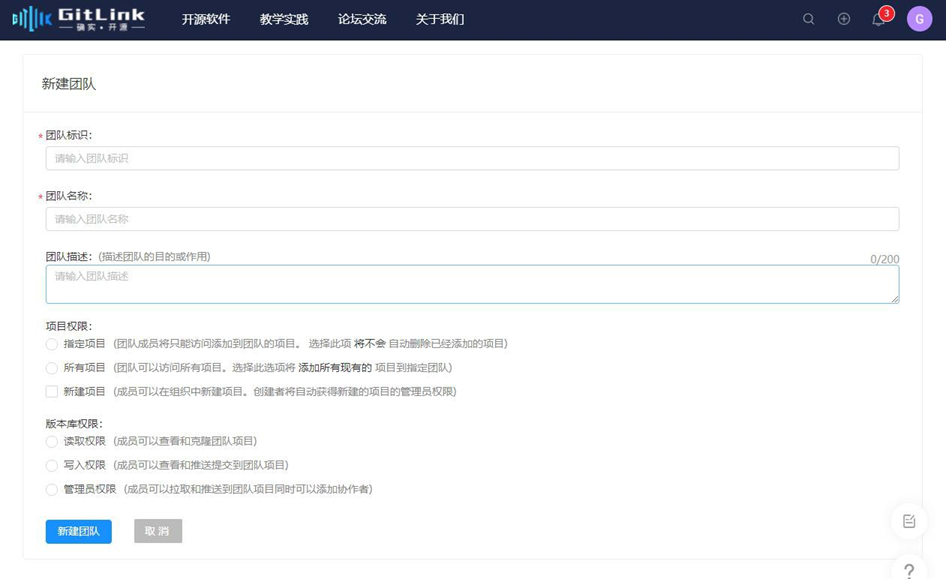 GitLink
确实·开源
开源软件 教学实践 论坛交流 关于我们
3
G
新建团队
* 团队标识:
请输入团队标识
* 团队名称:
请输入团队名称
团队描述: (描述团队的目的或作用)
0/200
请输入团队描述
项目权限:
指定项目 (团队成员将只能访问添加到团队的项目。 选择此项 将不会 自动删除已经添加的项目)
所有项目 (团队可以访问所有项目。选择此选项将 添加所有现有的 项目到指定团队)
新建项目 (成员可以在组织中新建项目。创建者将自动获得新建的项目的管理员权限)
版本库权限:
读取权限 (成员可以查看和克隆团队项目)
写入权限 (成员可以查看和推送提交到团队项目)
管理员权限 (成员可以拉取和推送到团队项目同时可以添加协作者)
新建团队 取 消
?